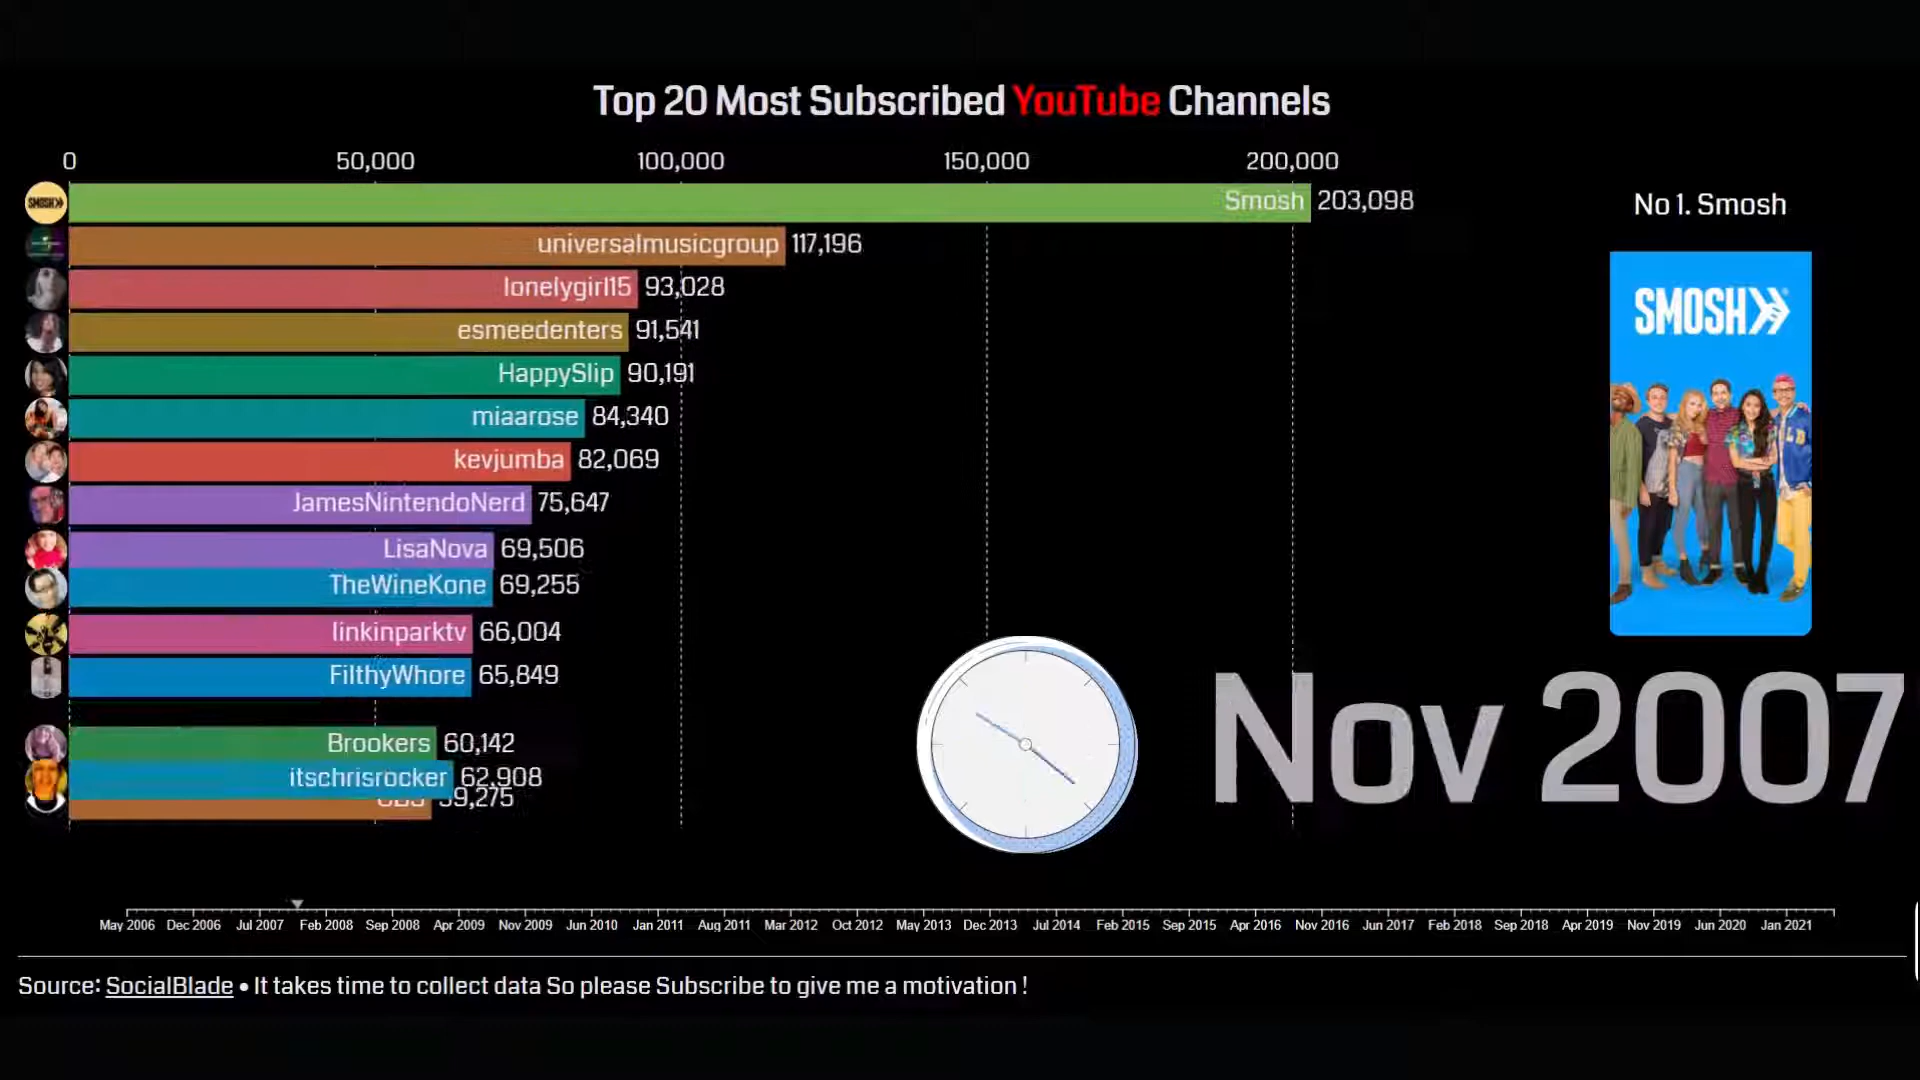 Top 20 Most Subscribed YouTube Channels
0 50,000 100,000 150,000 200,000
SMOSH Smosh 203,098
universalmusicgroup 117,196
lonelygirl15 93,028
esmeedenters 91,541
HappySlip 90,191
miaarose 84,340
kevjumba 82,069
JamesNintendoNerd 75,647
LisaNova 69,506
TheWineKone 69,255
linkinparktv 66,004
FilthyWhore 65,849
Brookers 60,142
itschrisrocker 62,908
59,275
No 1. Smosh
SMOSH
Nov 2007
May 2006 Dec 2006 Jul 2007 Feb 2008 Sep 2008 Apr 2009 Nov 2009 Jun 2010 Jan 2011 Aug 2011 Mar 2012 Oct 2012 May 2013 Dec 2013 Jul 2014 Feb 2015 Sep 2015 Apr 2016 Nov 2016 Jun 2017 Feb 2018 Sep 2018 Apr 2019 Nov 2019 Jun 2020 Jan 2021
Source: SocialBlade • It takes time to collect data So please Subscribe to give me a motivation !